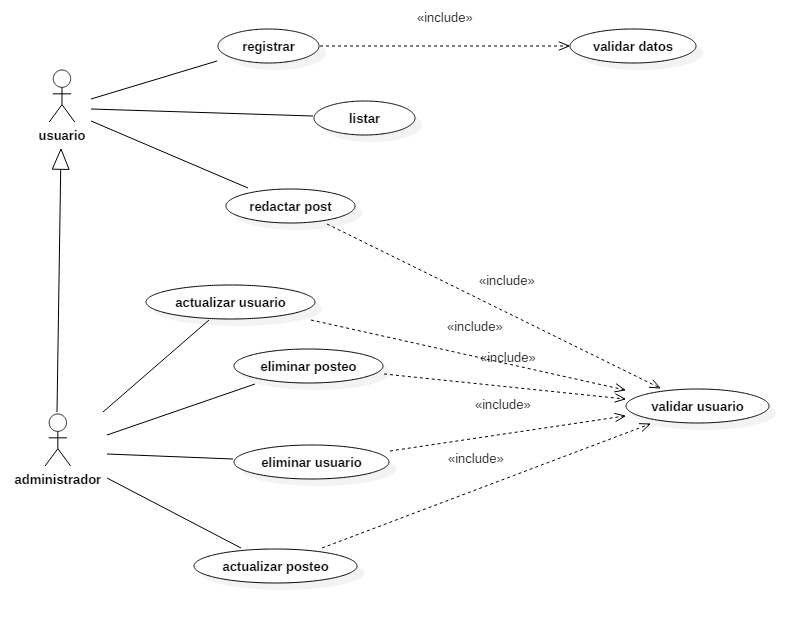 «include»
registrar
validar datos
usuario
listar
redactar post
«include»
actualizar usuario
«include»
«include»
eliminar posteo
«include»
validar usuario
«include»
eliminar usuario
administrador
actualizar posteo